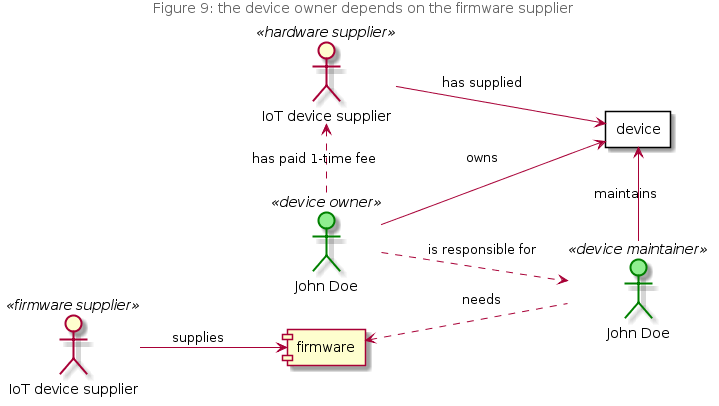 Figure 9: the device owner depends on the firmware supplier
«hardware supplier»
IoT device supplier
has supplied
device
has paid 1-time fee
owns
maintains
«device owner»
John Doe
is responsible for
«device maintainer»
John Doe
needs
«firmware supplier»
IoT device supplier
supplies
firmware